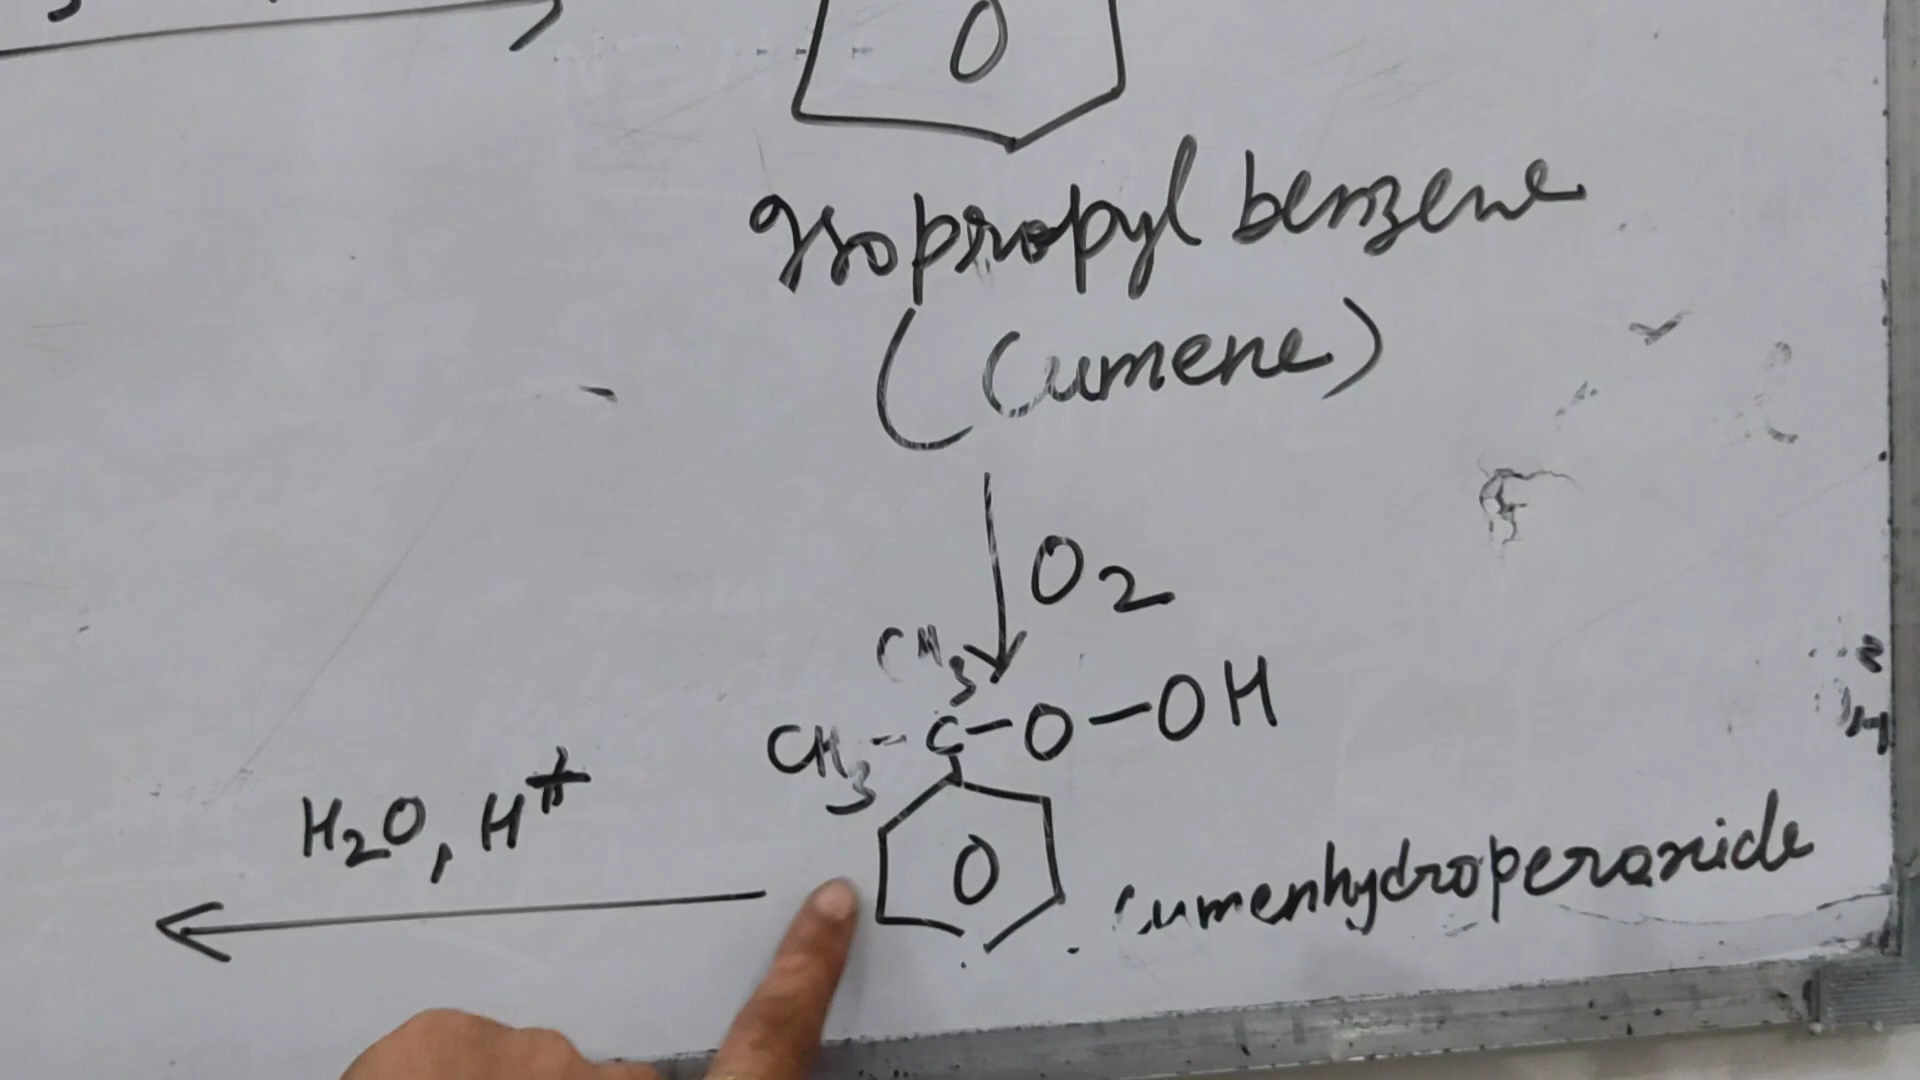 Isopropyl benzene
(Cumene)
O2
CH3
CH3-C-O-OH
H2O, H+
Cumenhydroperoxide